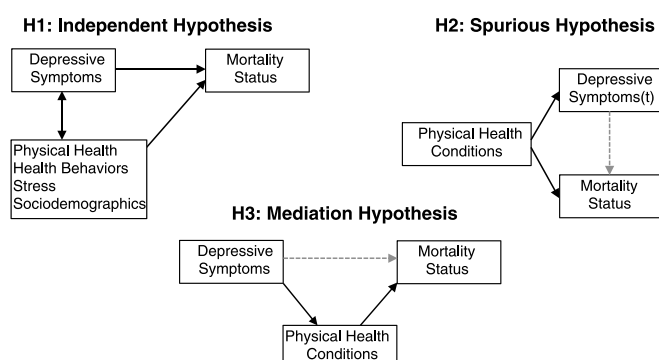 H1: Independent Hypothesis
Depressive
Symptoms
Mortality
Status
Physical Health
Health Behaviors
Stress
Sociodemographics
H2: Spurious Hypothesis
Depressive
Symptoms(t)
Physical Health
Conditions
Mortality
Status
H3: Mediation Hypothesis
Depressive
Symptoms
Mortality
Status
Physical Health
Conditions